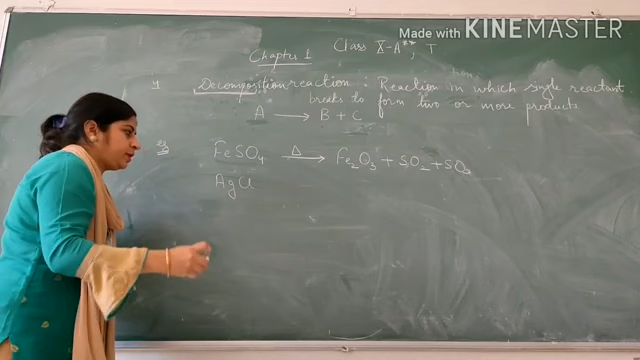 Made with KINEMASTER
Chapter 1 Class X-A**, T
Decomposition reaction : Reaction in which single reactant
breaks to form two or more products
A → B + C
eg
FeSO4 Δ→ Fe2O3 + SO2 + SO3
AgCl